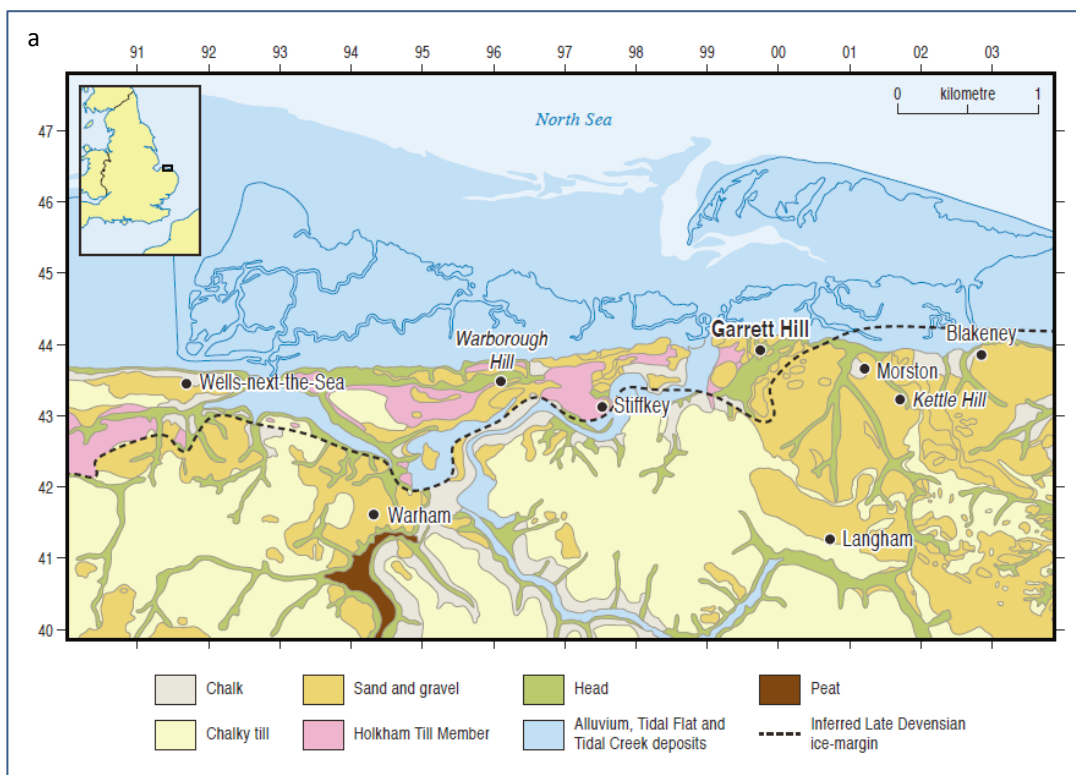 a
91 92 93 94 95 96 97 98 99 00 01 02 03
0 kilometre 1
47
North Sea
46
45
Garrett Hill
Blakeney
44
Warborough
Hill
Morston
Wells-next-the-Sea
Kettle Hill
43
Stiffkey
42
Warham
Langham
41
40
Chalk
Sand and gravel
Head
Peat
Chalky till
Holkham Till Member
Alluvium, Tidal Flat and
Tidal Creek deposits
Inferred Late Devensian
ice-margin